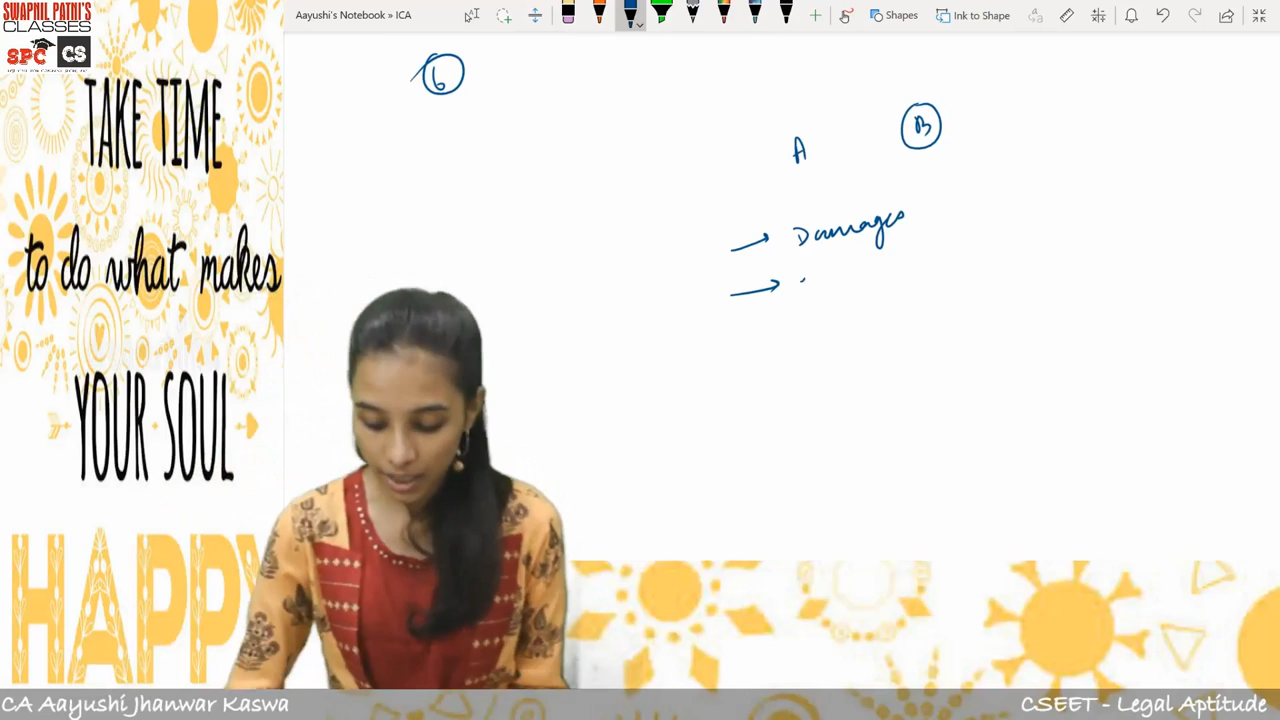 SWAPNIL PATNI'S
CLASSES
SPC CS
TAKE TIME
to do what makes
YOUR SOUL
HAPPY
Aayushi's Notebook » ICA
Shapes
Ink to Shape
6
A
B
Damages
CA Aayushi Jhanwar Kaswa
CSEET - Legal Aptitude